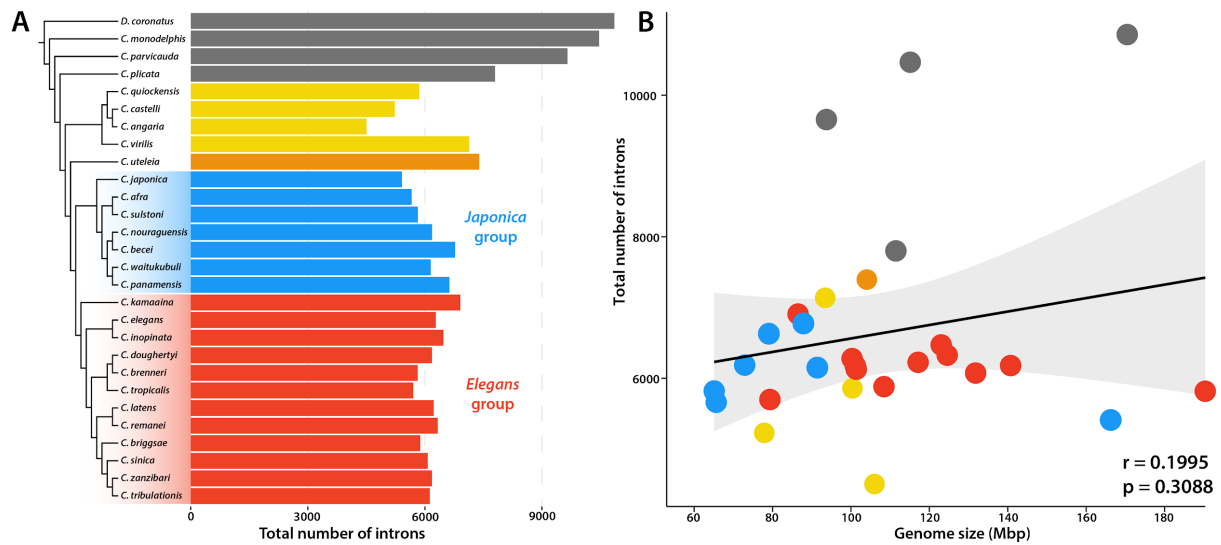 A
D. coronatus
C. monodelphis
C. parvicauda
C. plicata
C. quiockensis
C. castelli
C. angaria
C. virilis
C. uteleia
C. japonica
C. afra
C. sulstoni
C. nouraguensis
C. becei
C. waitukubuli
C. panamensis
C. kamaaina
C. elegans
C. inopinata
C. doughertyi
C. brenneri
C. tropicalis
C. latens
C. remanei
C. briggsae
C. sinica
C. zanzibari
C. tribulationis
Japonica
group
Elegans
group
0 3000 6000 9000
Total number of introns
B
Total number of introns
10000
8000
6000
r = 0.1995
p = 0.3088
60 80 100 120 140 160 180
Genome size (Mbp)